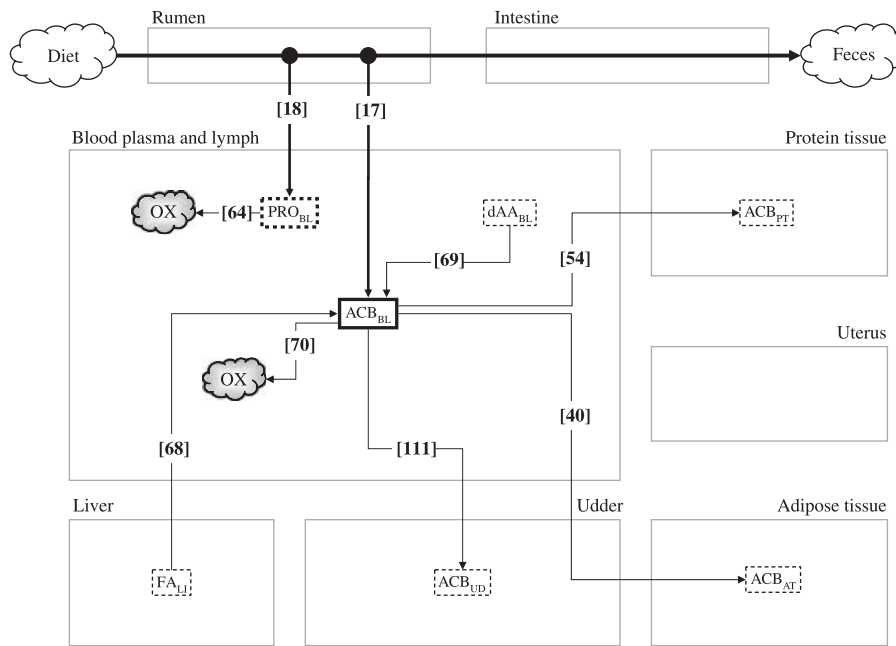 Rumen
Intestine
Diet
Feces
[18]
[17]
Blood plasma and lymph
Protein tissue
OX
[64]
PRO_BL
dAA_BL
ACB_PT
[69]
[54]
ACB_BL
[70]
Uterus
OX
[40]
[68]
[111]
Liver
Udder
Adipose tissue
FA_LI
ACB_UD
ACB_AT